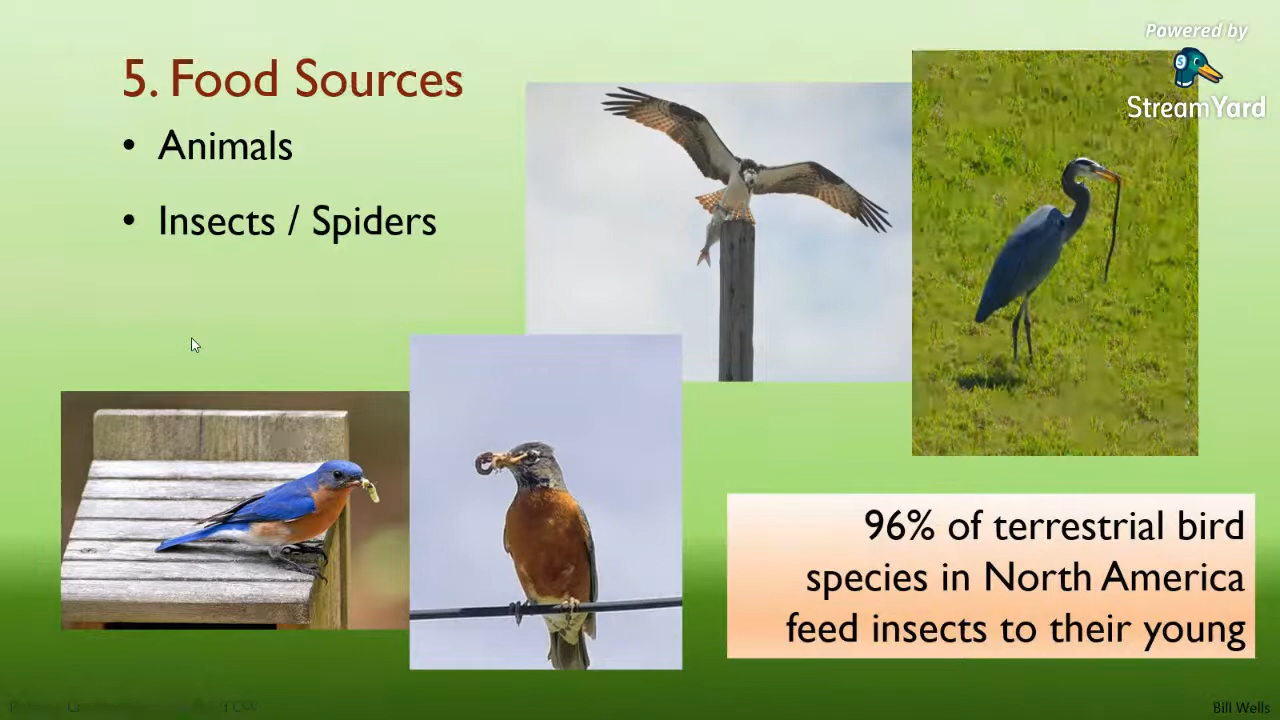 Powered by
StreamYard
5. Food Sources
• Animals
• Insects / Spiders
96% of terrestrial bird
species in North America
feed insects to their young
Bill Wells